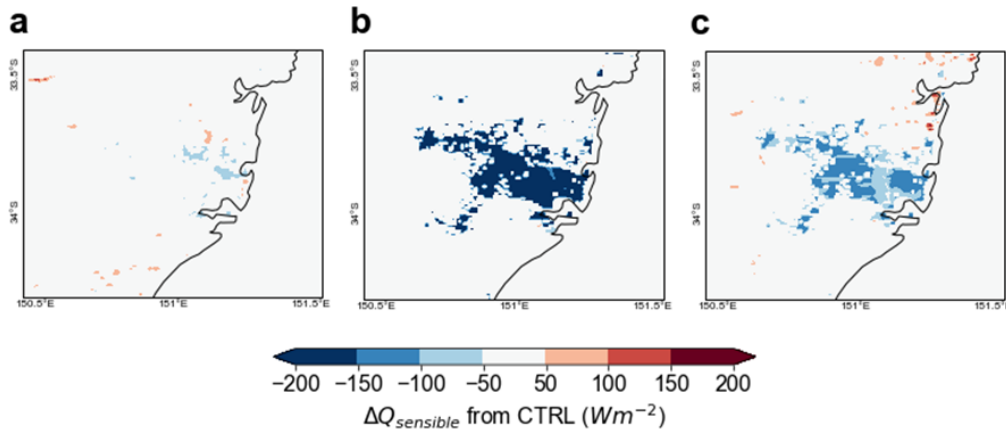 a b c
33.5°S 33.5°S 33.5°S
34°S 34°S 34°S
150.5°E 151°E 151.5°E 150.5°E 151°E 151.5°E 150.5°E 151°E 151.5°E
−200 −150 −100 −50 50 100 150 200
ΔQsensible from CTRL (Wm−2)